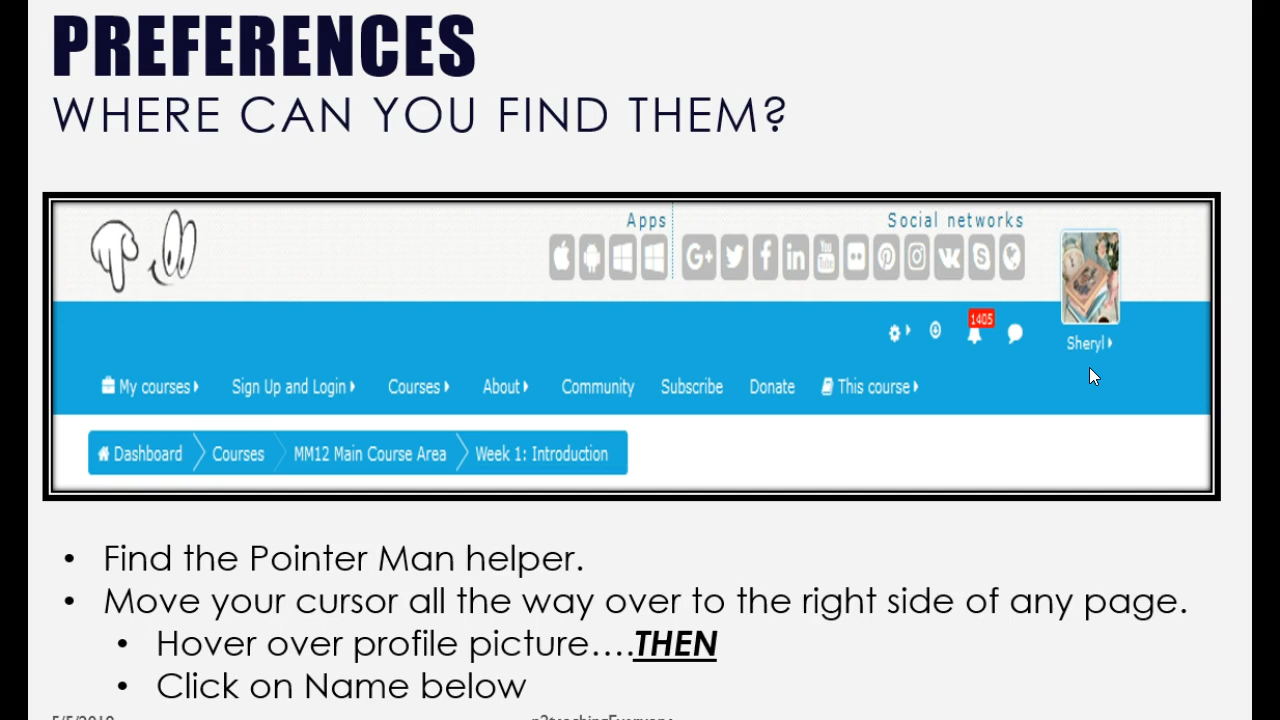 PREFERENCES
WHERE CAN YOU FIND THEM?
Apps
Social networks
You
Tube
1405
Sheryl
My courses
Sign Up and Login
Courses
About
Community
Subscribe
Donate
This course
Dashboard
Courses
MM12 Main Course Area
Week 1: Introduction
• Find the Pointer Man helper.
• Move your cursor all the way over to the right side of any page.
• Hover over profile picture....THEN
• Click on Name below